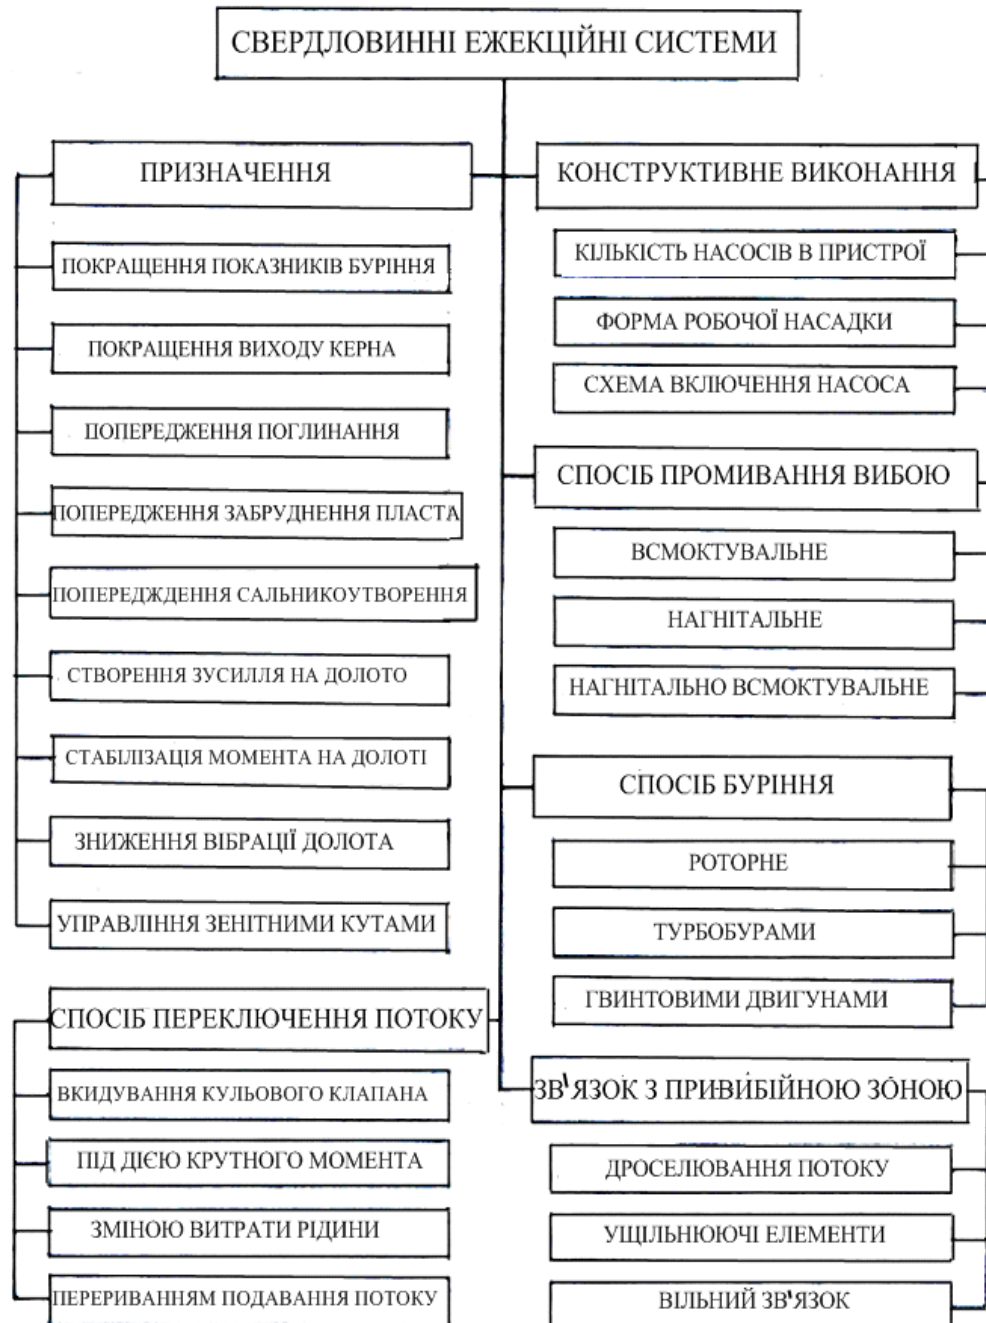 СВЕРДЛОВИННІ ЕЖЕКЦІЙНІ СИСТЕМИ
ПРИЗНАЧЕННЯ
ПОКРАЩЕННЯ ПОКАЗНИКІВ БУРІННЯ
ПОКРАЩЕННЯ ВИХОДУ КЕРНА
ПОПЕРЕДЖЕННЯ ПОГЛИНАННЯ
ПОПЕРЕДЖЕННЯ ЗАБРУДНЕННЯ ПЛАСТА
ПОПЕРЕДЖДЕННЯ САЛЬНИКОУТВОРЕННЯ
СТВОРЕННЯ ЗУСИЛЛЯ НА ДОЛОТО
СТАБІЛІЗАЦІЯ МОМЕНТА НА ДОЛОТІ
ЗНИЖЕННЯ ВІБРАЦІЇ ДОЛОТА
УПРАВЛІННЯ ЗЕНІТНИМИ КУТАМИ
СПОСІБ ПЕРЕКЛЮЧЕННЯ ПОТОКУ
ВКИДУВАННЯ КУЛЬОВОГО КЛАПАНА
ПІД ДІЄЮ КРУТНОГО МОМЕНТА
ЗМІНОЮ ВИТРАТИ РІДИНИ
ПЕРЕРИВАННЯМ ПОДАВАННЯ ПОТОКУ
КОНСТРУКТИВНЕ ВИКОНАННЯ
КІЛЬКІСТЬ НАСОСІВ В ПРИСТРОЇ
ФОРМА РОБОЧОЇ НАСАДКИ
СХЕМА ВКЛЮЧЕННЯ НАСОСА
СПОСІБ ПРОМИВАННЯ ВИБОЮ
ВСМОКТУВАЛЬНЕ
НАГНІТАЛЬНЕ
НАГНІТАЛЬНО ВСМОКТУВАЛЬНЕ
СПОСІБ БУРІННЯ
РОТОРНЕ
ТУРБОБУРАМИ
ГВИНТОВИМИ ДВИГУНАМИ
ЗВ'ЯЗОК З ПРИВИБІЙНОЮ ЗОНОЮ
ДРОСЕЛЮВАННЯ ПОТОКУ
УЩІЛЬНЮЮЧІ ЕЛЕМЕНТИ
ВІЛЬНИЙ ЗВ'ЯЗОК